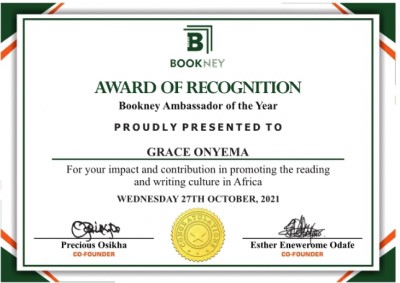 B
BOOKNEY
AWARD OF RECOGNITION
Bookney Ambassador of the Year
PROUDLY PRESENTED TO
GRACE ONYEMA
For your impact and contribution in promoting the reading
and writing culture in Africa
WEDNESDAY 27TH OCTOBER, 2021
Precious Osikha
CO-FOUNDER
Esther Enewerome Odafe
CO-FOUNDER